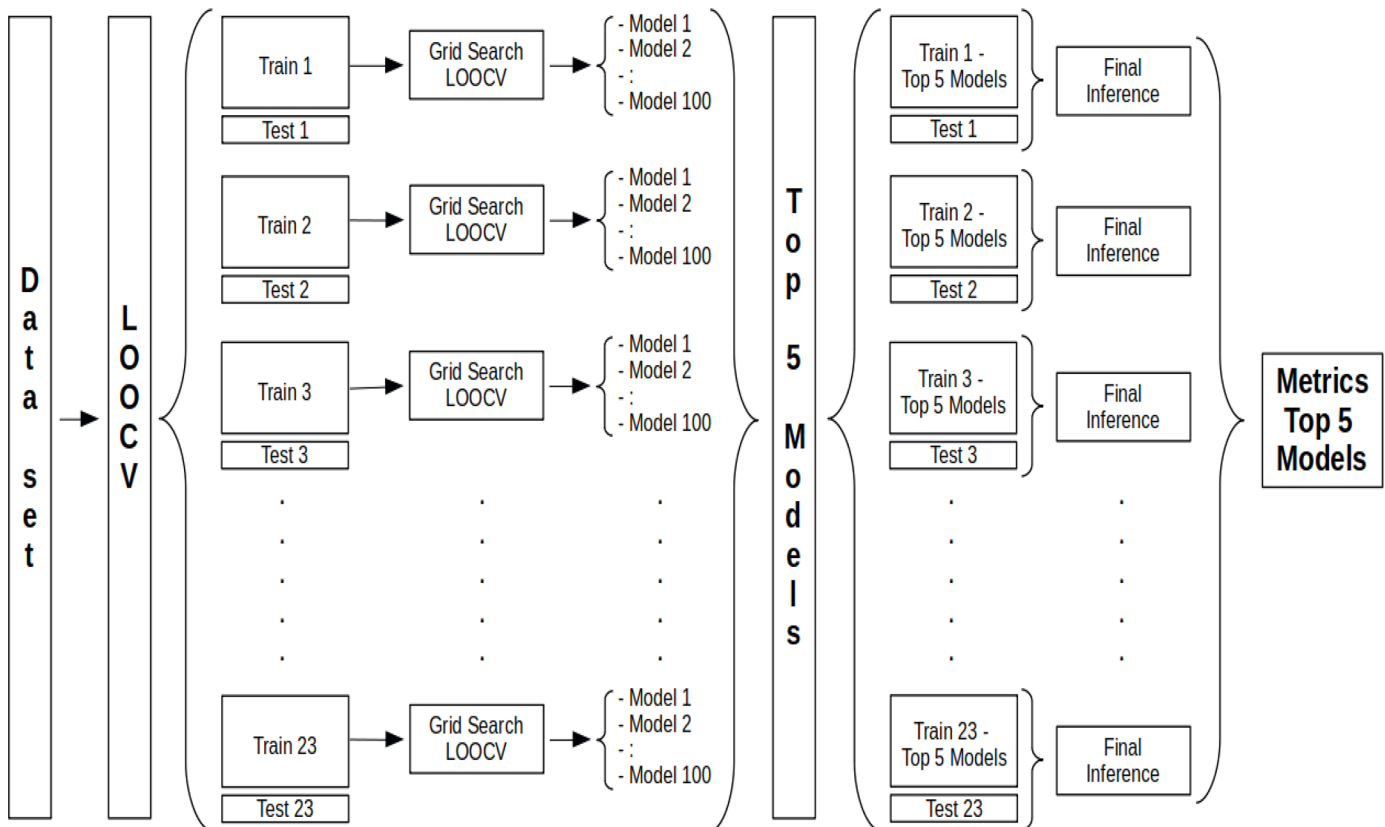 Data set
LOOCV
Train 1
Test 1
Grid Search
LOOCV
- Model 1
- Model 2
- :
- Model 100
Train 2
Test 2
Grid Search
LOOCV
- Model 1
- Model 2
- :
- Model 100
Train 3
Test 3
Grid Search
LOOCV
- Model 1
- Model 2
- :
- Model 100
Train 23
Test 23
Grid Search
LOOCV
- Model 1
- Model 2
- :
- Model 100
Top 5 Models
Train 1 -
Top 5 Models
Test 1
Final
Inference
Train 2 -
Top 5 Models
Test 2
Final
Inference
Train 3 -
Top 5 Models
Test 3
Final
Inference
Train 23 -
Top 5 Models
Test 23
Final
Inference
Metrics
Top 5
Models